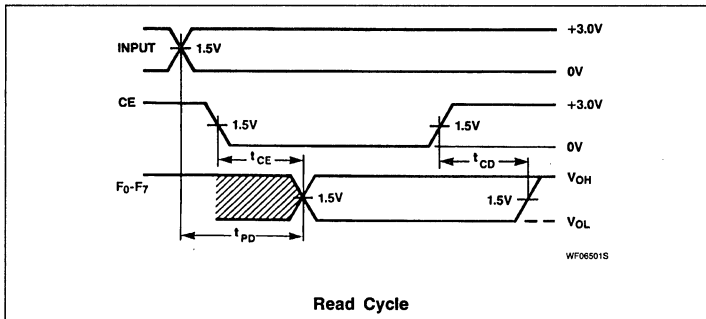 +3.0V
INPUT 1.5V
0V
CE +3.0V
1.5V 1.5V
0V
tCE tCD
F0-F7 VOH
1.5V 1.5V
VOL
tPD
WF06501S
Read Cycle